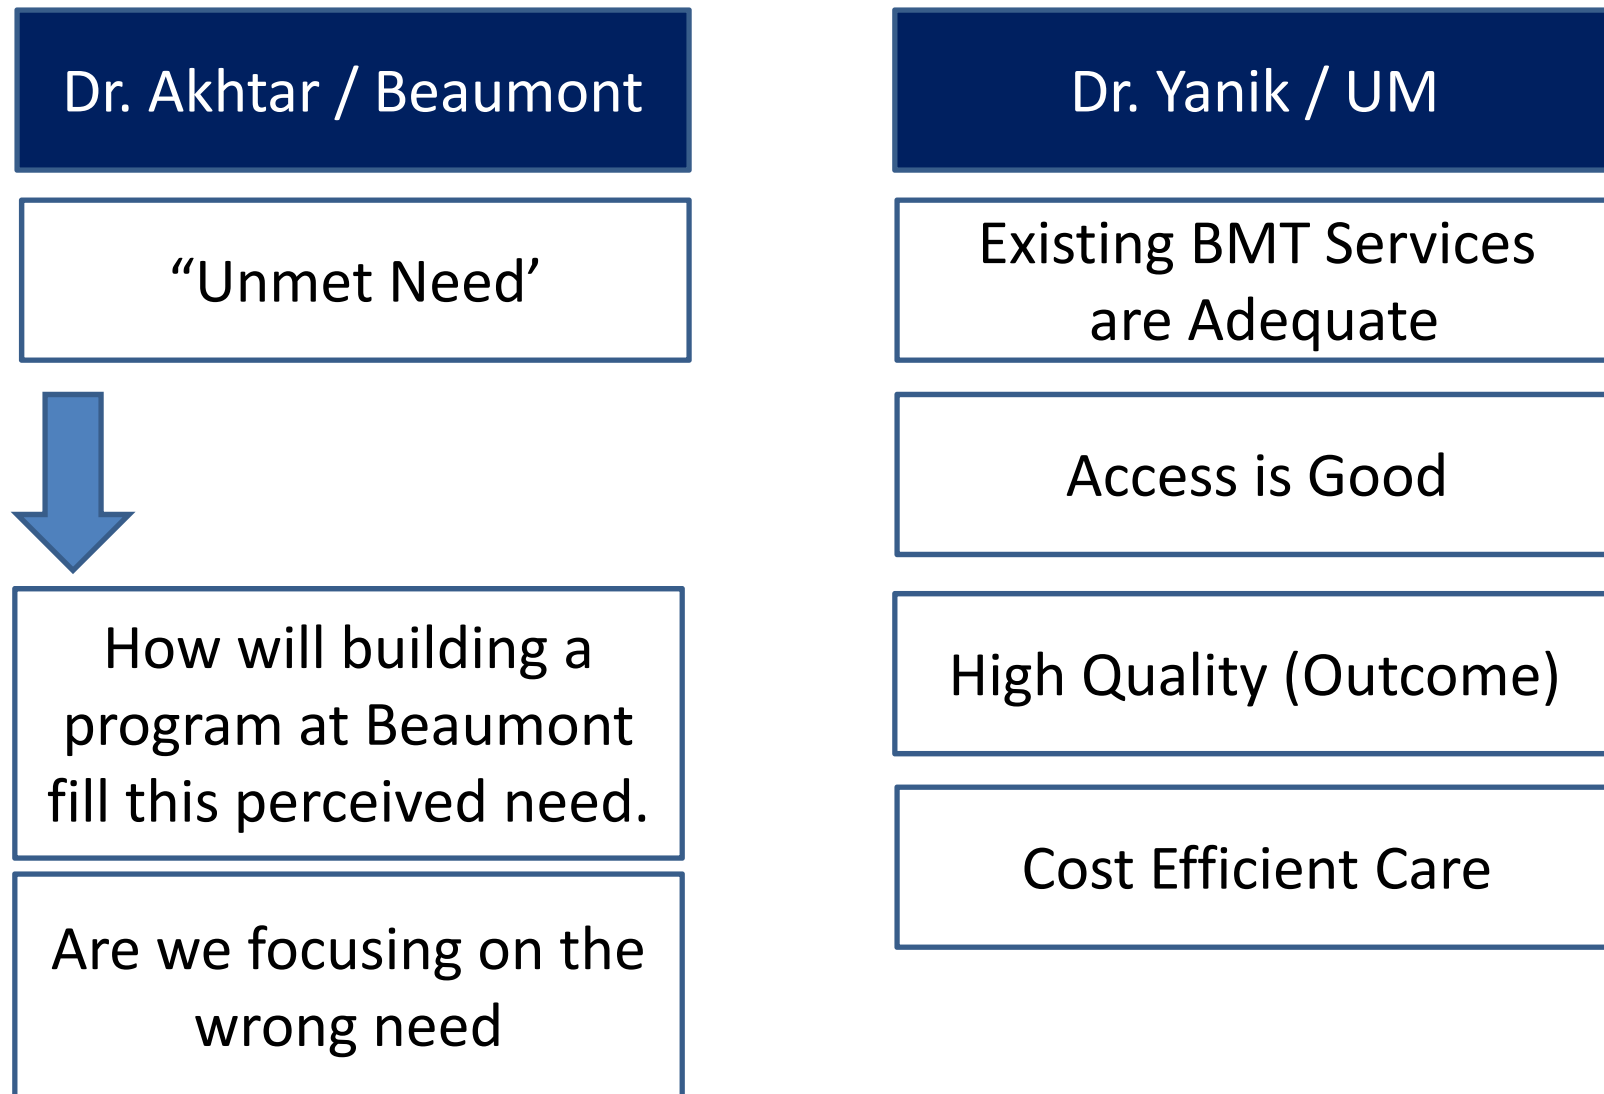 Dr. Akhtar / Beaumont
“Unmet Need’
How will building a
program at Beaumont
fill this perceived need.
Are we focusing on the
wrong need
Dr. Yanik / UM
Existing BMT Services
are Adequate
Access is Good
High Quality (Outcome)
Cost Efficient Care